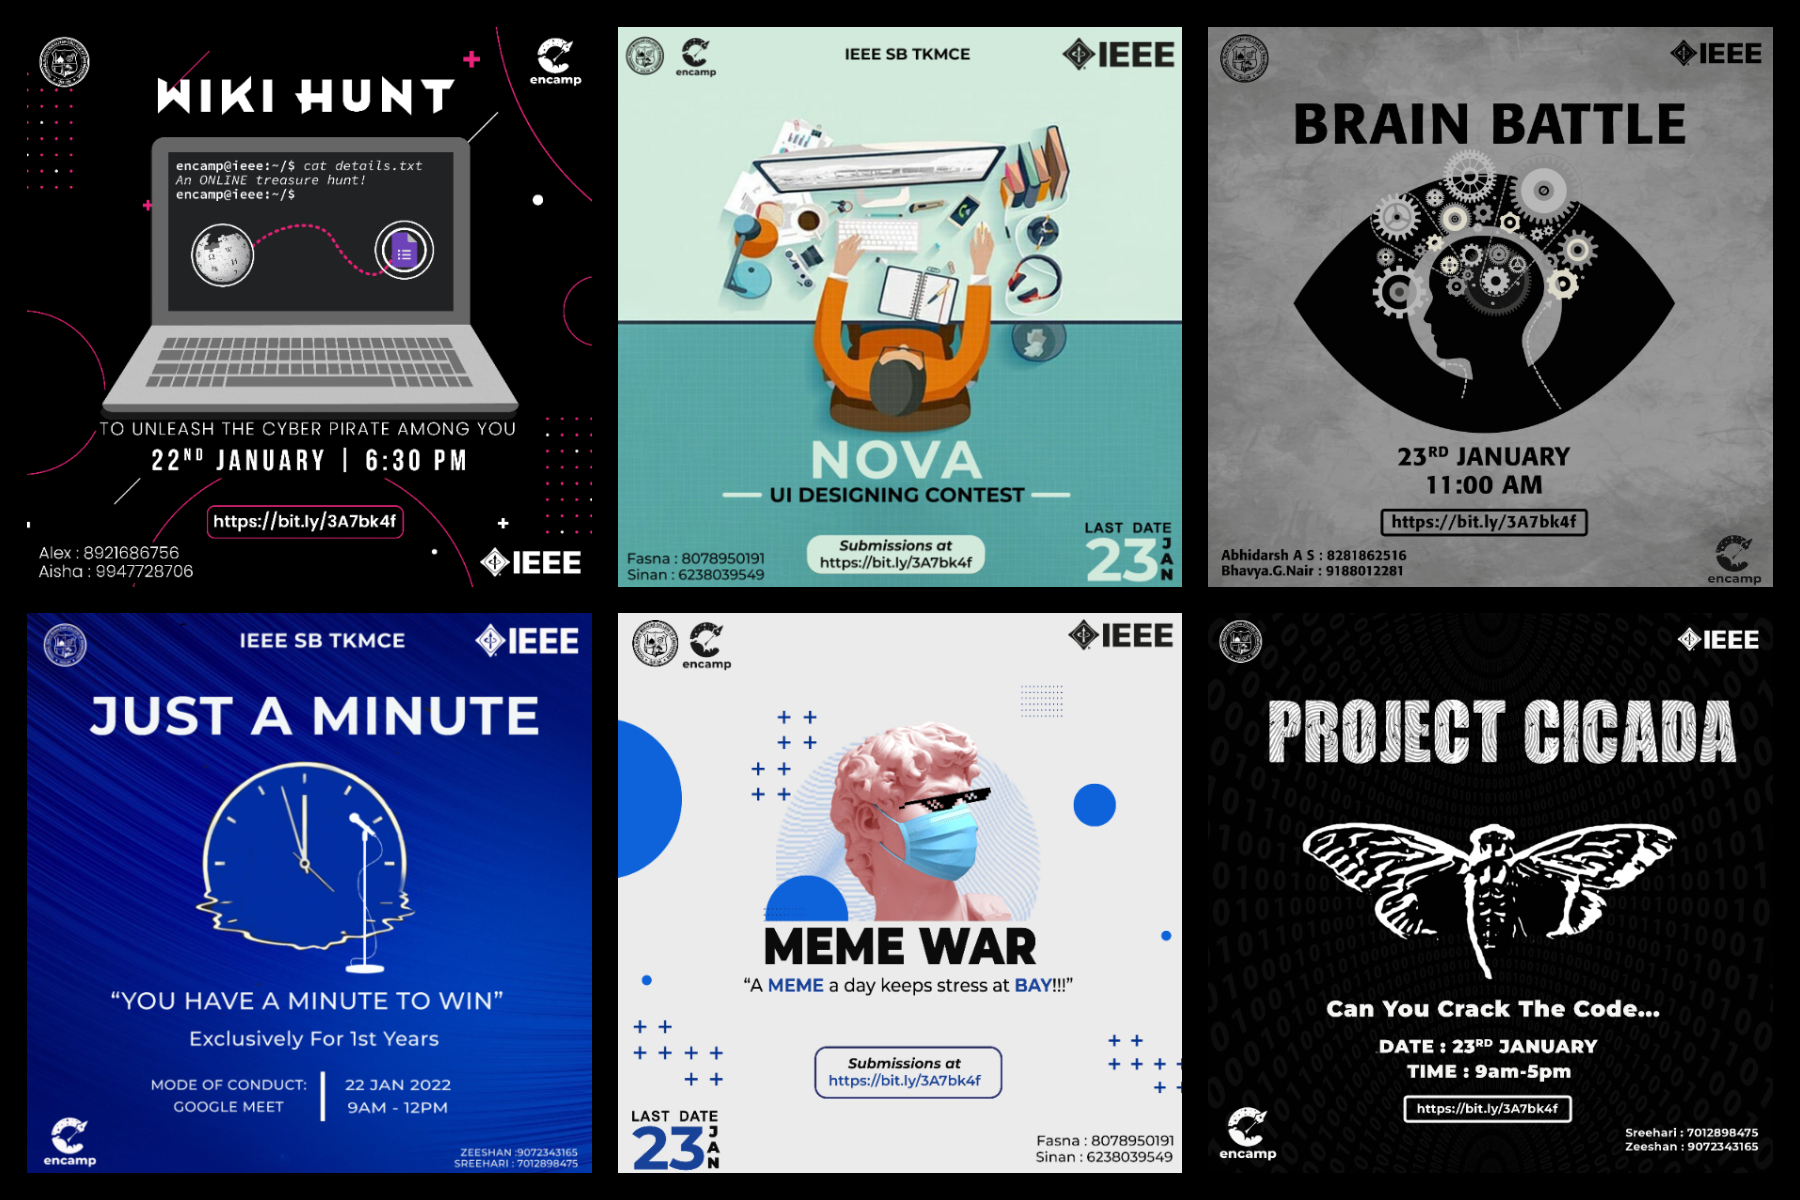 encamp
WIKI HUNT
encamp@ieee:~/$ cat details.txt
An ONLINE treasure hunt!
encamp@ieee:~/$
TO UNLEASH THE CYBER PIRATE AMONG YOU
22ND JANUARY | 6:30 PM
https://bit.ly/3A7bk4f
Alex : 8921686756
Aisha : 9947728706
IEEE
encamp
IEEE SB TKMCE
IEEE
NOVA
UI DESIGNING CONTEST
Submissions at
https://bit.ly/3A7bk4f
Fasna : 8078950191
Sinan : 6238039549
LAST DATE
23 JAN
IEEE
BRAIN BATTLE
23RD JANUARY
11:00 AM
https://bit.ly/3A7bk4f
Abhidarsh A S : 8281862516
Bhavya.G.Nair : 9188012281
encamp
IEEE SB TKMCE
IEEE
JUST A MINUTE
“YOU HAVE A MINUTE TO WIN”
Exclusively For 1st Years
MODE OF CONDUCT:
GOOGLE MEET
22 JAN 2022
9AM - 12PM
encamp
ZEESHAN :9072343165
SREEHARI : 7012898475
encamp
IEEE
MEME WAR
“A MEME a day keeps stress at BAY!!!”
Submissions at
https://bit.ly/3A7bk4f
LAST DATE
23 JAN
Fasna : 8078950191
Sinan : 6238039549
IEEE
PROJECT CICADA
Can You Crack The Code...
DATE : 23RD JANUARY
TIME : 9am-5pm
https://bit.ly/3A7bk4f
encamp
Sreehari : 7012898475
Zeeshan : 9072343165